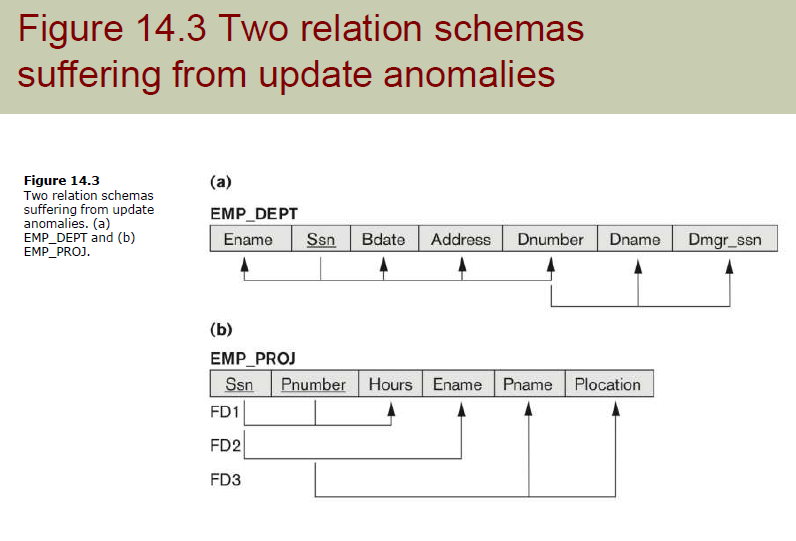 Figure 14.3 Two relation schemas
suffering from update anomalies
Figure 14.3
Two relation schemas
suffering from update
anomalies. (a)
EMP_DEPT and (b)
EMP_PROJ.
(a)
EMP_DEPT
Ename Ssn Bdate Address Dnumber Dname Dmgr_ssn
(b)
EMP_PROJ
Ssn Pnumber Hours Ename Pname Plocation
FD1
FD2
FD3